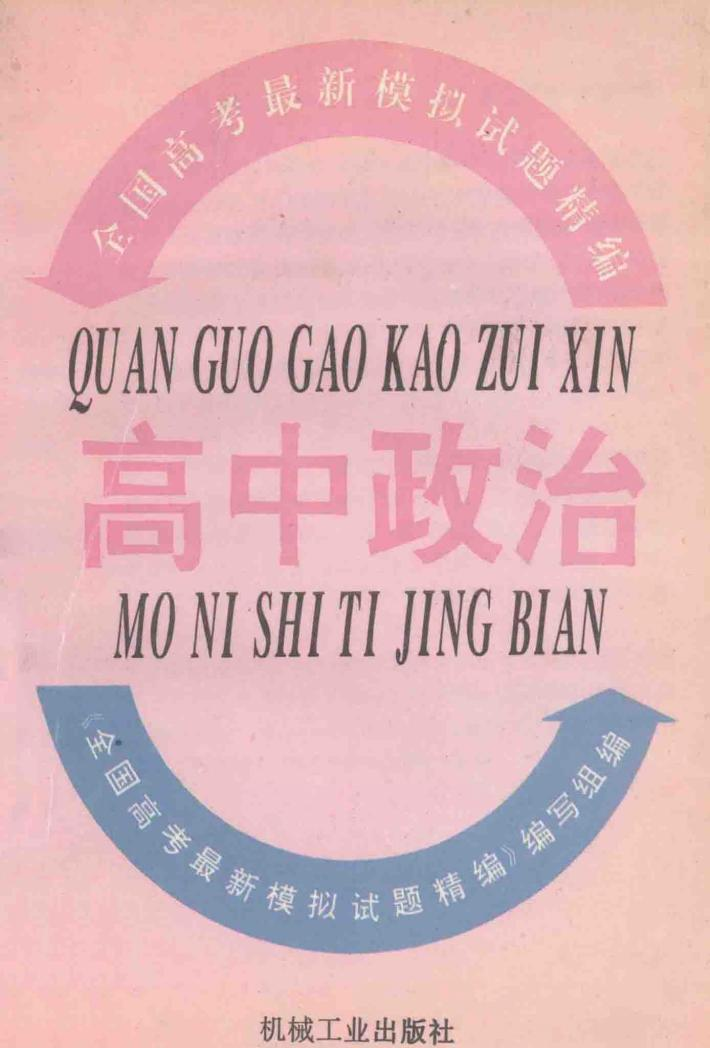 全国高考最新模拟试题精编
QUAN GUO GAO KAO ZUI XIN
高中政治
MO NI SHI TI JING BIAN
《全国高考最新模拟试题精编》编写组编
机械工业出版社